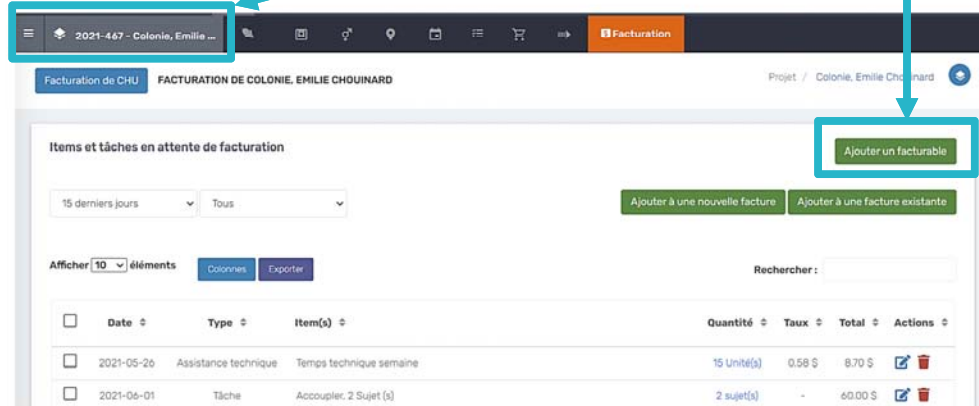 2021-467 - Colonie, Emilie ... Facturation
Facturation de CHU FACTURATION DE COLONIE, EMILIE CHOUINARD Projet / Colonie, Emilie Chouinard
Items et tâches en attente de facturation Ajouter un facturable
15 derniers jours Tous Ajouter à une nouvelle facture Ajouter à une facture existante
Afficher 10 éléments Colonnes Exporter Rechercher :
Date Type Item(s) Quantité Taux Total Actions
2021-05-26 Assistance technique Temps technique semaine 15 Unité(s) 0.58 $ 8.70 $
2021-06-01 Tâche Accoupler, 2 Sujet (s) 2 sujet(s) - 60.00 $